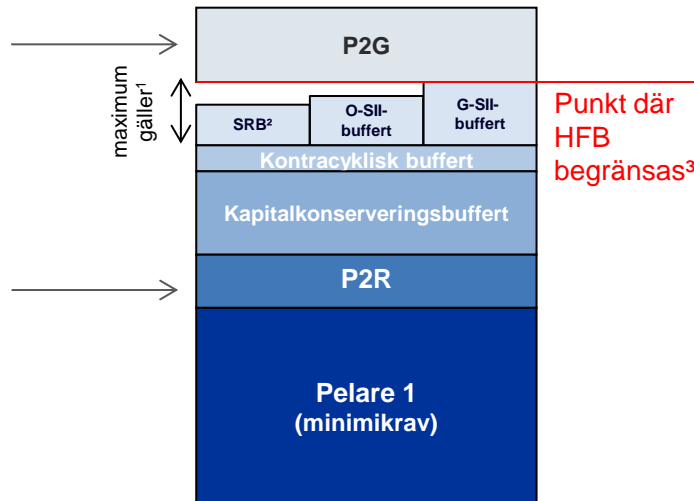 P2G
maximum
gäller¹
SRB²
O-SII-
buffert
G-SII-
buffert
Punkt där
HFB
begränsas³
Kontracyklisk buffert
Kapitalkonserveringsbuffert
P2R
Pelare 1
(minimikrav)